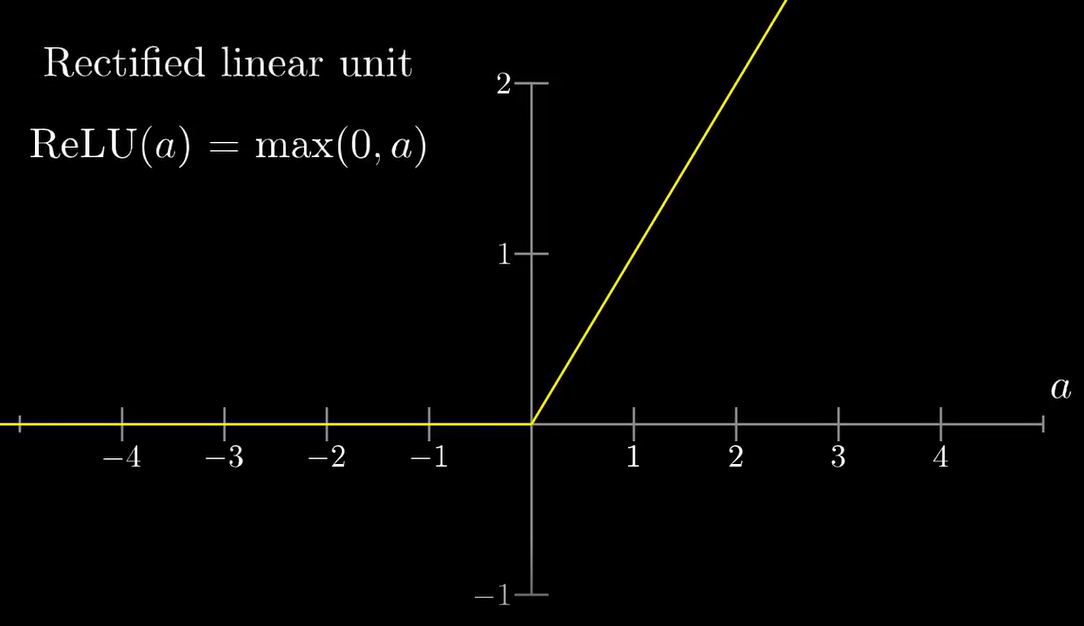 Rectified linear unit
ReLU(a) = max(0, a)
2
1
a
−4 −3 −2 −1 1 2 3 4
−1